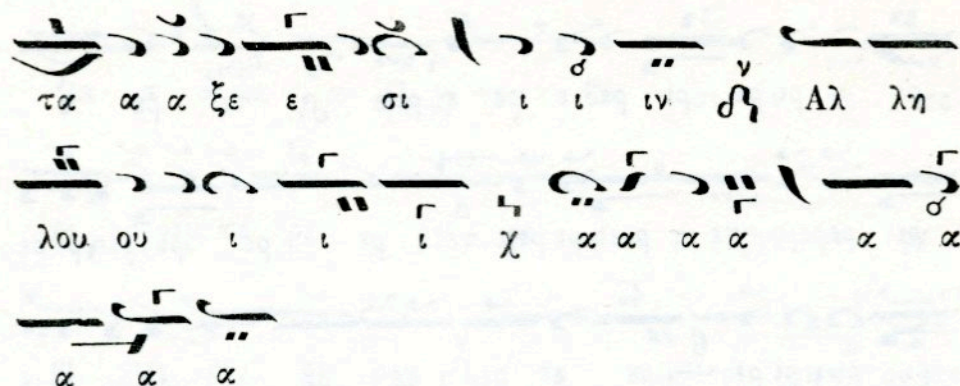 τα α α ξε ε σι ι ι ιν ν Αλ λη
λου ου ι ι ι χ α α α α α α
α α α